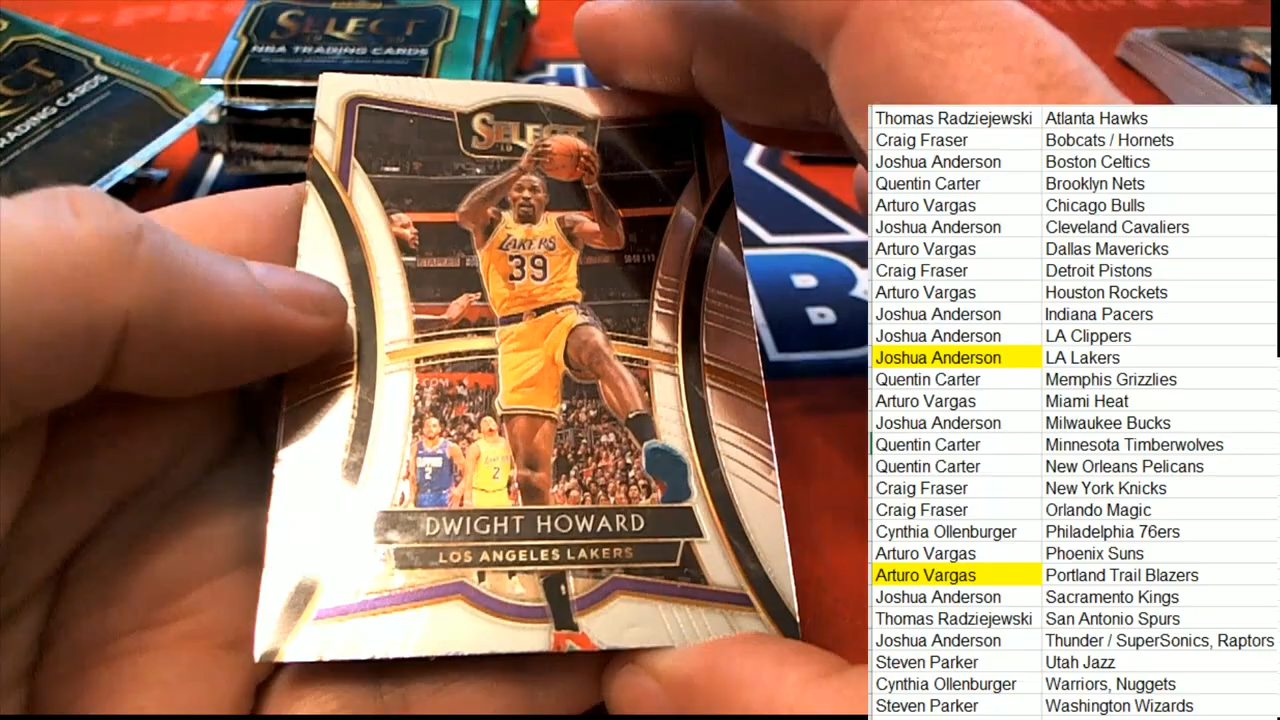 SELECT
NBA TRADING CARDS
TRADING CARDS
SELECT
'19
LAKERS
39
STAPLES
.COM
2
2
DWIGHT HOWARD
LOS ANGELES LAKERS
B
Thomas Radziejewski Atlanta Hawks
Craig Fraser Bobcats / Hornets
Joshua Anderson Boston Celtics
Quentin Carter Brooklyn Nets
Arturo Vargas Chicago Bulls
Joshua Anderson Cleveland Cavaliers
Arturo Vargas Dallas Mavericks
Craig Fraser Detroit Pistons
Arturo Vargas Houston Rockets
Joshua Anderson Indiana Pacers
Joshua Anderson LA Clippers
Joshua Anderson LA Lakers
Quentin Carter Memphis Grizzlies
Arturo Vargas Miami Heat
Joshua Anderson Milwaukee Bucks
Quentin Carter Minnesota Timberwolves
Quentin Carter New Orleans Pelicans
Craig Fraser New York Knicks
Craig Fraser Orlando Magic
Cynthia Ollenburger Philadelphia 76ers
Arturo Vargas Phoenix Suns
Arturo Vargas Portland Trail Blazers
Joshua Anderson Sacramento Kings
Thomas Radziejewski San Antonio Spurs
Joshua Anderson Thunder / SuperSonics, Raptors
Steven Parker Utah Jazz
Cynthia Ollenburger Warriors, Nuggets
Steven Parker Washington Wizards